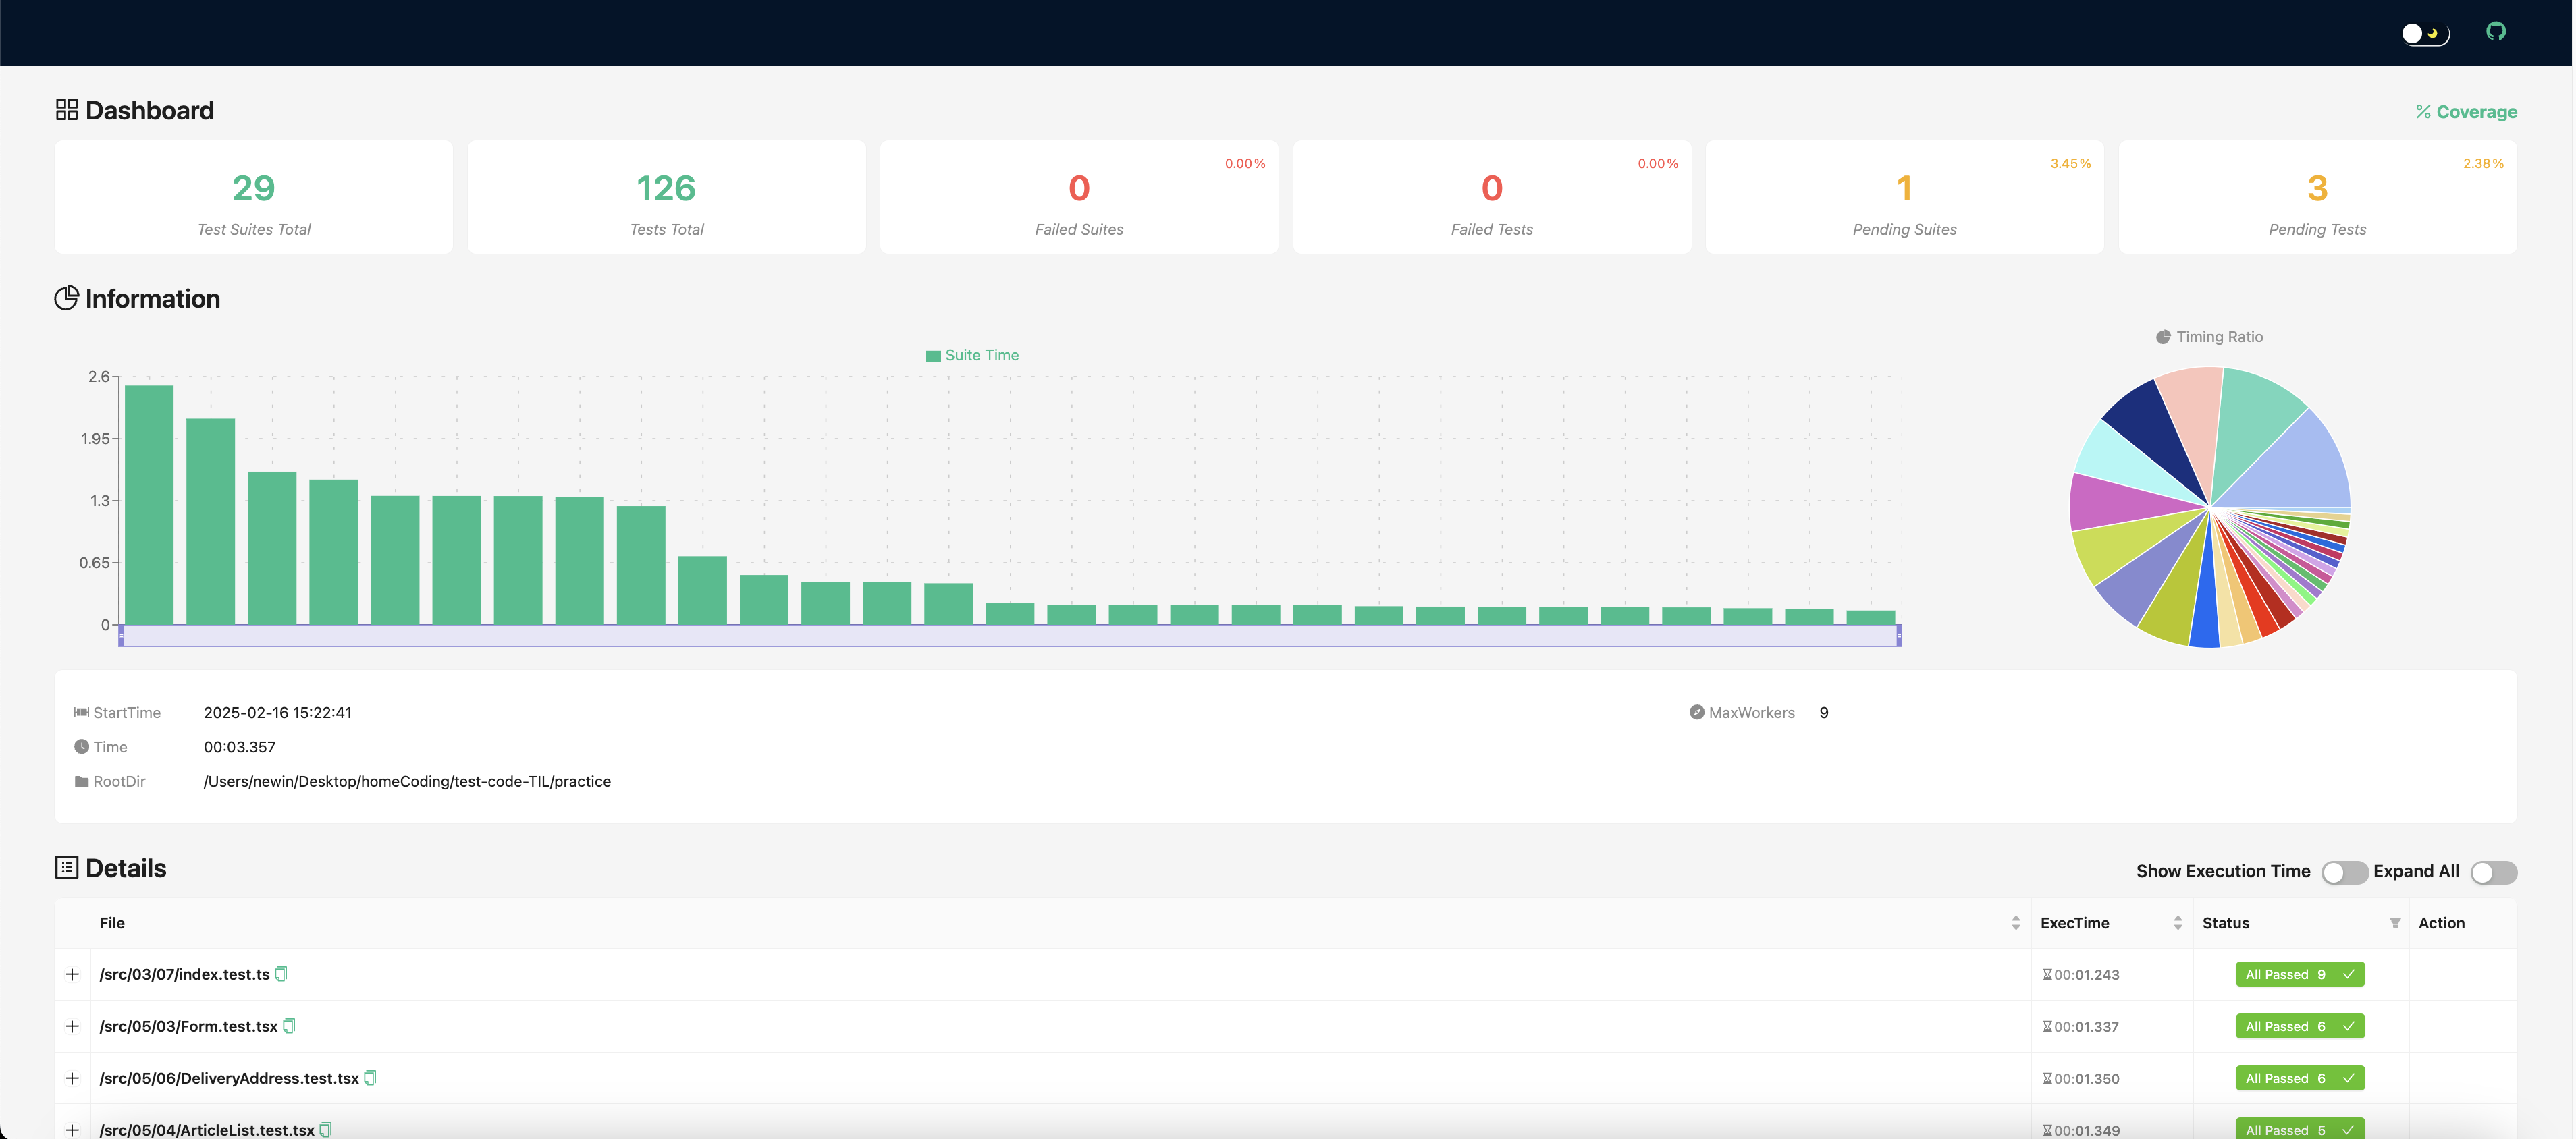 Dashboard
% Coverage
29
Test Suites Total
126
Tests Total
0.00%
0
Failed Suites
0.00%
0
Failed Tests
3.45%
1
Pending Suites
2.38%
3
Pending Tests
Information
Suite Time
2.6
1.95
1.3
0.65
0
Timing Ratio
StartTime 2025-02-16 15:22:41
MaxWorkers 9
Time 00:03.357
RootDir /Users/newin/Desktop/homeCoding/test-code-TIL/practice
Details
Show Execution Time Expand All
File ExecTime Status Action
/src/03/07/index.test.ts 00:01.243 All Passed 9
/src/05/03/Form.test.tsx 00:01.337 All Passed 6
/src/05/06/DeliveryAddress.test.tsx 00:01.350 All Passed 6
/src/05/04/ArticleList.test.tsx 00:01.349 All Passed 5